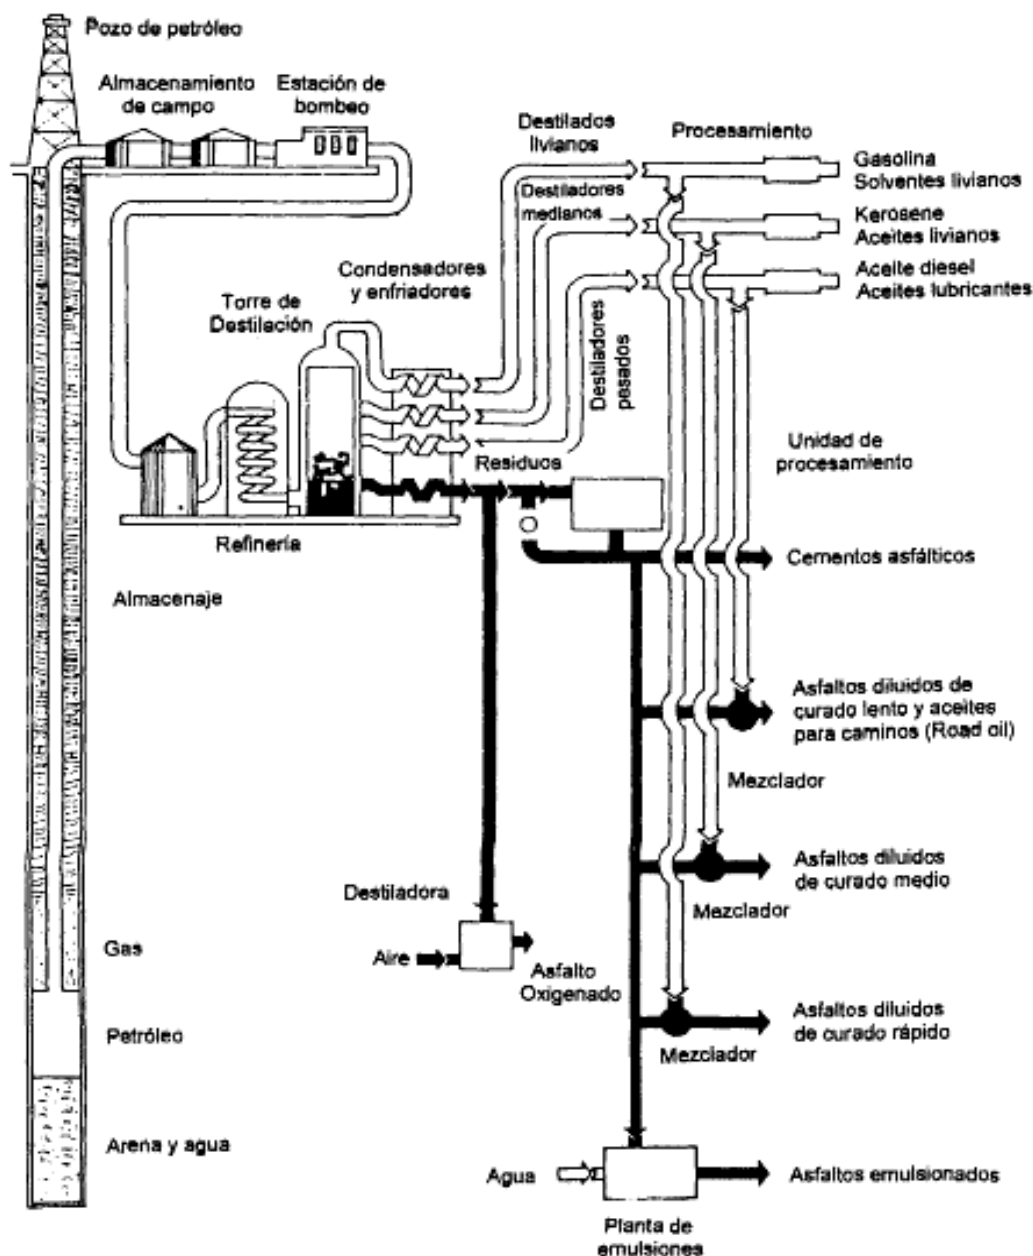 Pozo de petróleo
Almacenamiento
de campo
Estación de
bombeo
Destilados
livianos
Procesamiento
Gasolina
Solventes livianos
Destiladores
medianos
Kerosene
Aceites livianos
Condensadores
y enfriadores
Aceite diesel
Aceites lubricantes
Torre de
Destilación
Destiladores
pesados
Residuos
Unidad de
procesamiento
Refinería
Cementos asfálticos
Almacenaje
Asfaltos diluidos de
curado lento y aceites
para caminos (Road oil)
Mezclador
Asfaltos diluidos
de curado medio
Destiladora
Mezclador
Gas
Aire
Asfalto
Oxigenado
Asfaltos diluidos
de curado rápido
Petróleo
Mezclador
Arena y agua
Agua
Asfaltos emulsionados
Planta de
emulsiones